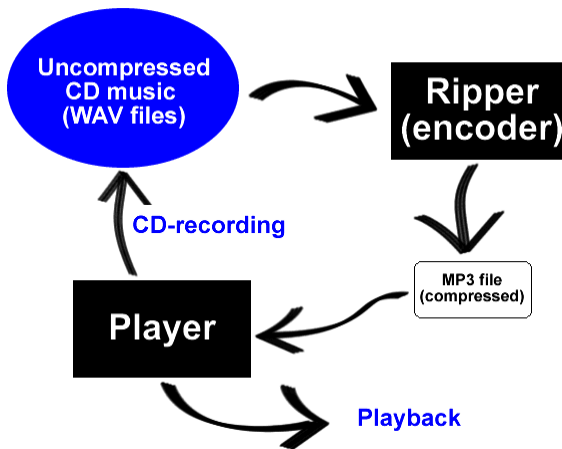 Uncompressed
CD music
(WAV files)
Ripper
(encoder)
CD-recording
MP3 file
(compressed)
Player
Playback